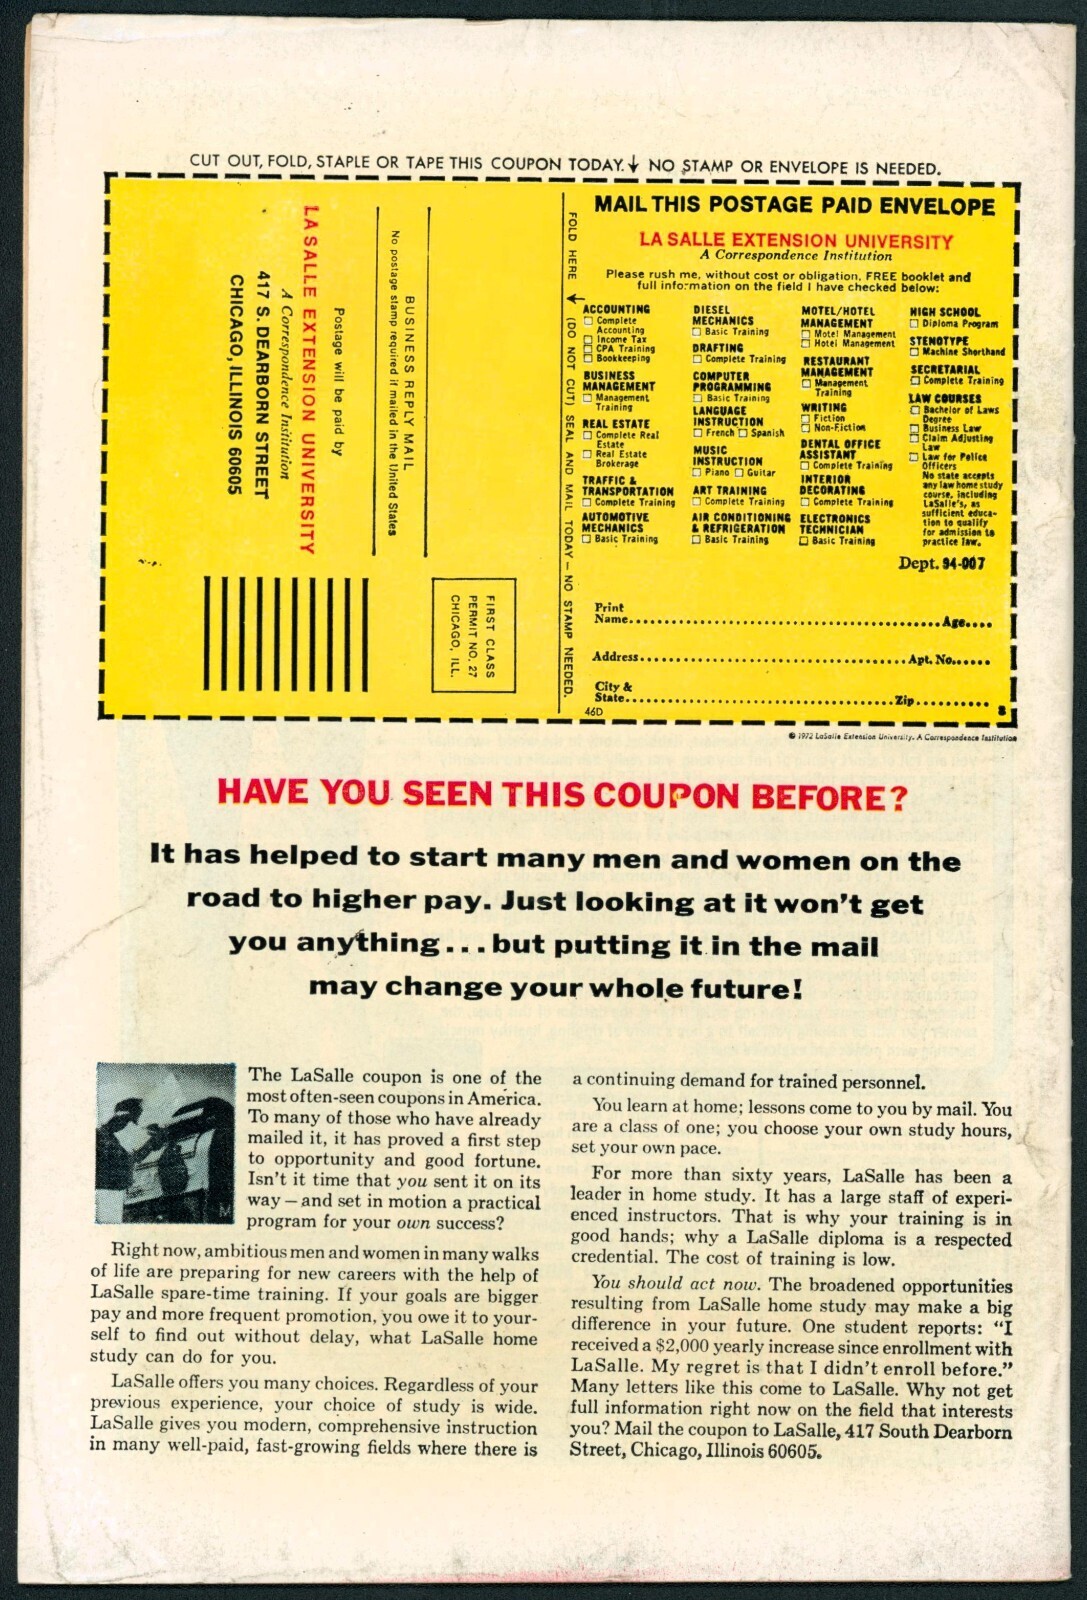 CUT OUT, FOLD, STAPLE OR TAPE THIS COUPON TODAY.↓ NO STAMP OR ENVELOPE IS NEEDED.
BUSINESS REPLY MAIL
No postage stamp required if mailed in the United States
Postage will be paid by
LA SALLE EXTENSION UNIVERSITY
A Correspondence Institution
417 S. DEARBORN STREET
CHICAGO, ILLINOIS 60605
FIRST CLASS
PERMIT NO. 27
CHICAGO, ILL.
FOLD HERE ↓ (DO NOT CUT) SEAL AND MAIL TODAY — NO STAMP NEEDED.
MAIL THIS POSTAGE PAID ENVELOPE
LA SALLE EXTENSION UNIVERSITY
A Correspondence Institution
Please rush me, without cost or obligation, FREE booklet and
full information on the field I have checked below:
ACCOUNTING
☐ Complete
Accounting
☐ Income Tax
☐ CPA Training
☐ Bookkeeping
BUSINESS
MANAGEMENT
☐ Management
Training
REAL ESTATE
☐ Complete Real
Estate
☐ Real Estate
Brokerage
TRAFFIC &
TRANSPORTATION
☐ Complete Training
AUTOMOTIVE
MECHANICS
☐ Basic Training
DIESEL
MECHANICS
☐ Basic Training
DRAFTING
☐ Complete Training
COMPUTER
PROGRAMMING
☐ Basic Training
LANGUAGE
INSTRUCTION
☐ French ☐ Spanish
MUSIC
INSTRUCTION
☐ Piano ☐ Guitar
ART TRAINING
☐ Complete Training
AIR CONDITIONING
& REFRIGERATION
☐ Basic Training
MOTEL/HOTEL
MANAGEMENT
☐ Motel Management
☐ Hotel Management
RESTAURANT
MANAGEMENT
☐ Management
Training
WRITING
☐ Fiction
☐ Non-Fiction
DENTAL OFFICE
ASSISTANT
☐ Complete Training
INTERIOR
DECORATING
☐ Complete Training
ELECTRONICS
TECHNICIAN
☐ Basic Training
HIGH SCHOOL
☐ Diploma Program
STENOTYPE
☐ Machine Shorthand
SECRETARIAL
☐ Complete Training
LAW COURSES
☐ Bachelor of Laws
Degree
☐ Business Law
☐ Claim Adjusting
Law
☐ Law for Police
Officers
No state accepts
any law home study
course, including
LaSalle's, as
sufficient educa-
tion to qualify
for admission to
practice law.
Dept. 94-007
Print
Name........................................Age....
Address........................................Apt. No......
City &
State........................................Zip..........
46D
8
© 1972 LaSalle Extension University. A Correspondence Institution
HAVE YOU SEEN THIS COUPON BEFORE?
It has helped to start many men and women on the
road to higher pay. Just looking at it won't get
you anything...but putting it in the mail
may change your whole future!
The LaSalle coupon is one of the
most often-seen coupons in America.
To many of those who have already
mailed it, it has proved a first step
to opportunity and good fortune.
Isn't it time that you sent it on its
way – and set in motion a practical
program for your own success?
M
Right now, ambitious men and women in many walks
of life are preparing for new careers with the help of
LaSalle spare-time training. If your goals are bigger
pay and more frequent promotion, you owe it to your-
self to find out without delay, what LaSalle home
study can do for you.
LaSalle offers you many choices. Regardless of your
previous experience, your choice of study is wide.
LaSalle gives you modern, comprehensive instruction
in many well-paid, fast-growing fields where there is
a continuing demand for trained personnel.
You learn at home; lessons come to you by mail. You
are a class of one; you choose your own study hours,
set your own pace.
For more than sixty years, LaSalle has been a
leader in home study. It has a large staff of experi-
enced instructors. That is why your training is in
good hands; why a LaSalle diploma is a respected
credential. The cost of training is low.
You should act now. The broadened opportunities
resulting from LaSalle home study may make a big
difference in your future. One student reports: "I
received a $2,000 yearly increase since enrollment with
LaSalle. My regret is that I didn't enroll before."
Many letters like this come to LaSalle. Why not get
full information right now on the field that interests
you? Mail the coupon to LaSalle, 417 South Dearborn
Street, Chicago, Illinois 60605.